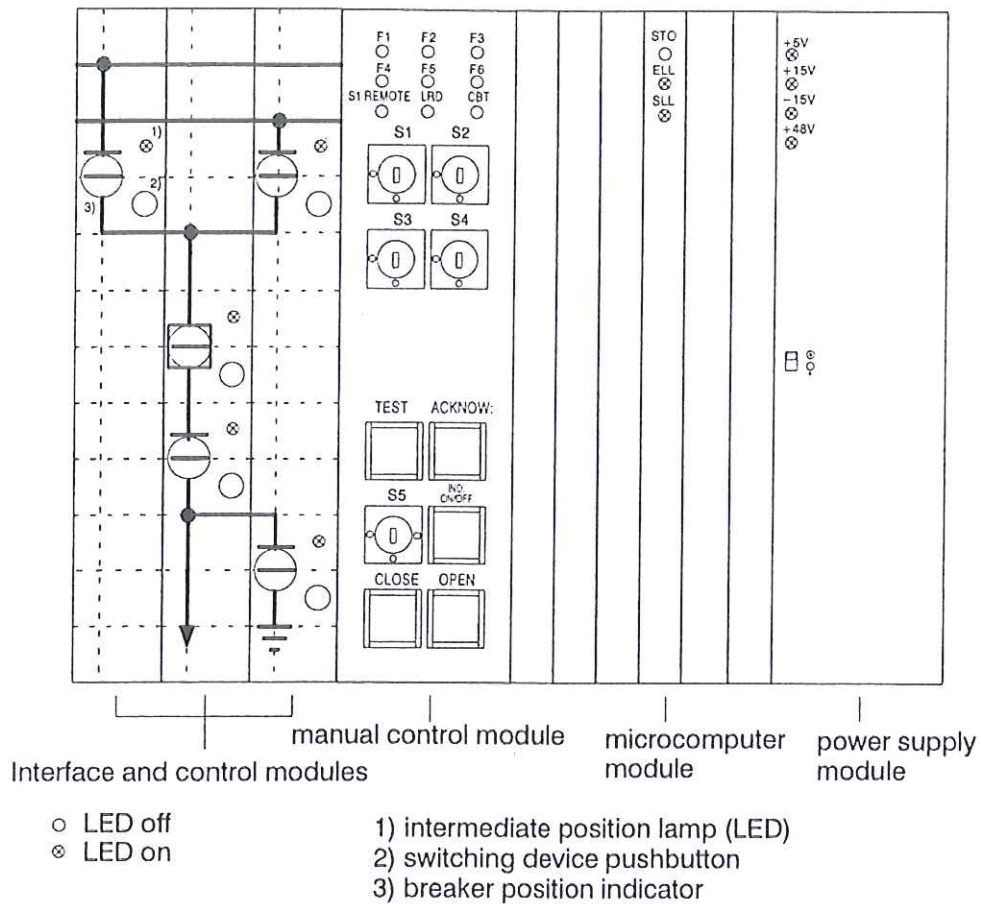 F1 F2 F3
F4 F5 F6
S1 REMOTE LRD CBT
S1 S2
S3 S4
TEST ACKNOW:
S5 IND. ON/OFF
CLOSE OPEN
STO
ELL
SLL
+5V
+15V
-15V
+48V
1)
2)
3)
Interface and control modules
manual control module
microcomputer
module
power supply
module
LED off
LED on
1) intermediate position lamp (LED)
2) switching device pushbutton
3) breaker position indicator